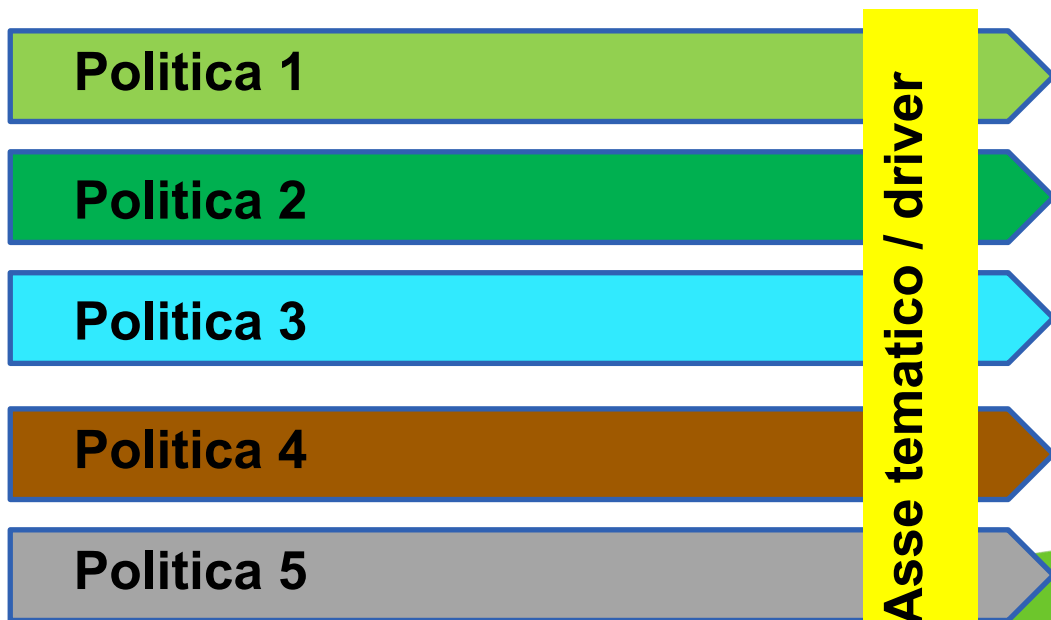 Politica 1
Politica 2
Politica 3
Politica 4
Politica 5
Asse tematico / driver